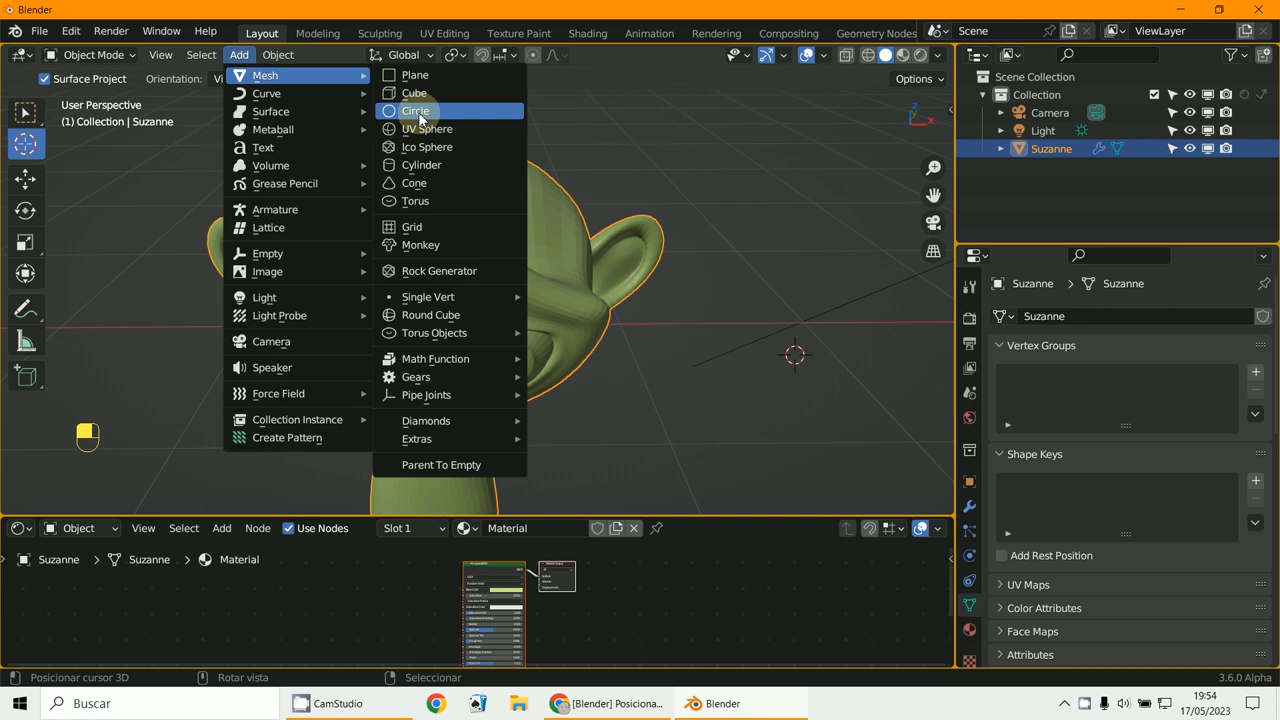 Blender
File Edit Render Window Help Layout Modeling Sculpting UV Editing Texture Paint Shading Animation Rendering Compositing Geometry Nodes Scene ViewLayer
Object Mode View Select Add Object Global
Surface Project Orientation: Vi Options
User Perspective
(1) Collection | Suzanne
Mesh
Curve
Surface
Metaball
Text
Volume
Grease Pencil
Armature
Lattice
Empty
Image
Light
Light Probe
Camera
Speaker
Force Field
Collection Instance
Create Pattern
Plane
Cube
Circle
UV Sphere
Ico Sphere
Cylinder
Cone
Torus
Grid
Monkey
Rock Generator
Single Vert
Round Cube
Torus Objects
Math Function
Gears
Pipe Joints
Diamonds
Extras
Parent To Empty
Z
X
Scene Collection
Collection
Camera
Light
Suzanne
Suzanne > Suzanne
Suzanne
Vertex Groups
Shape Keys
Add Rest Position
UV Maps
Color Attributes
Face Maps
Attributes
Object View Select Add Node Use Nodes Slot 1 Material
Suzanne > Suzanne > Material
Posicionar cursor 3D Rotar vista Seleccionar 3.6.0 Alpha
Buscar CamStudio [Blender] Posiciona... Blender
19:54
17/05/2023